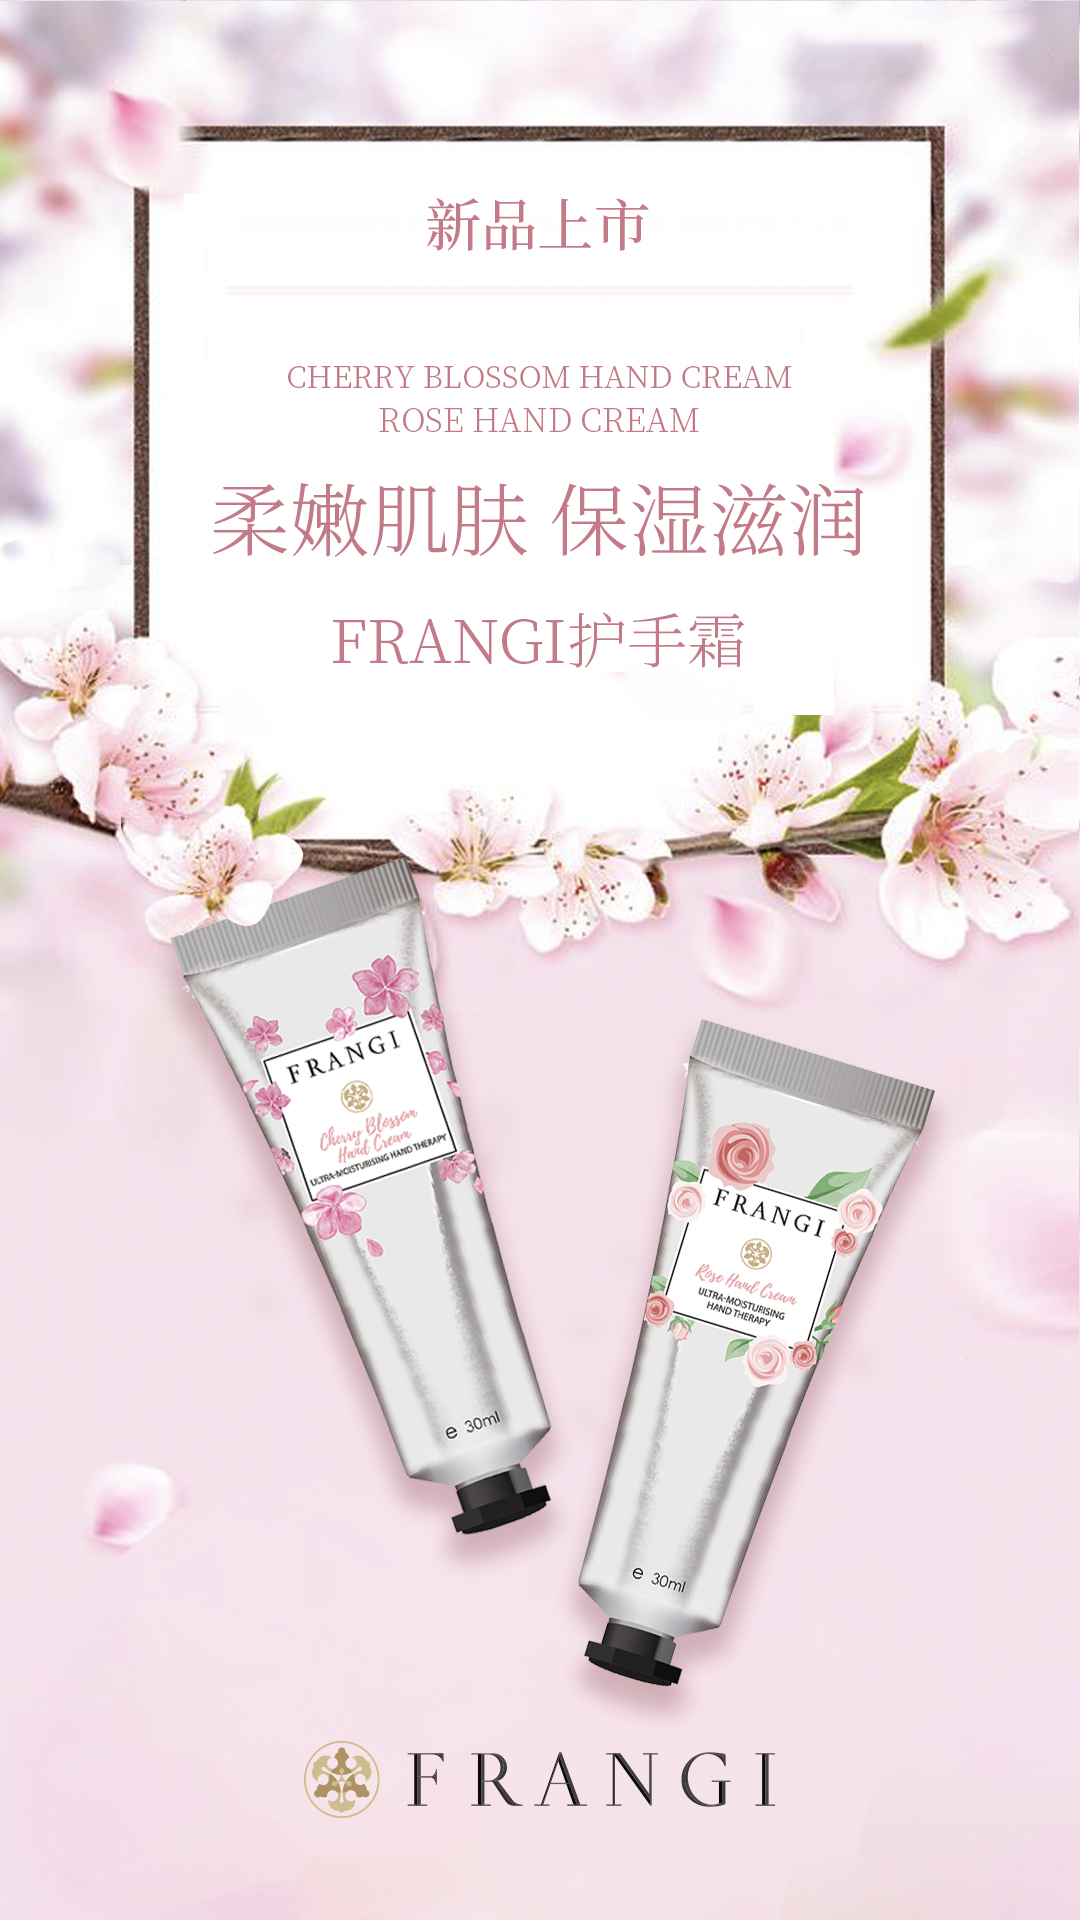 新品上市
CHERRY BLOSSOM HAND CREAM
ROSE HAND CREAM
柔嫩肌肤 保湿滋润
FRANGI护手霜
FRANGI
Cherry Blossom
Hand Cream
ULTRA-MOISTURISING HAND THERAPY
e 30ml
FRANGI
Rose Hand Cream
ULTRA-MOISTURISING
HAND THERAPY
e 30ml
FRANGI